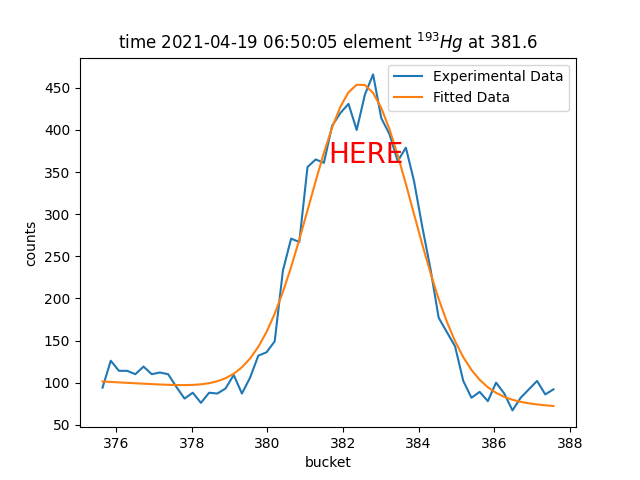 time 2021-04-19 06:50:05 element ¹⁹³Hg at 381.6
Experimental Data
Fitted Data
HERE
counts
450
400
350
300
250
200
150
100
50
376 378 380 382 384 386 388
bucket